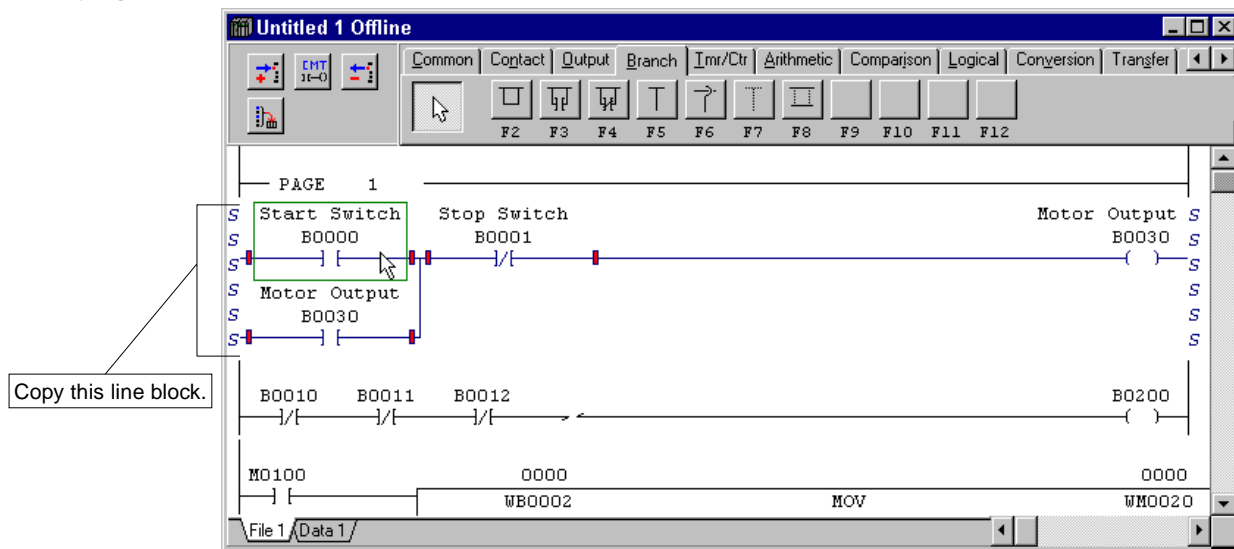 Untitled 1 Offline
CMT
Common Contact Output Branch Tmr/Ctr Arithmetic Comparison Logical Conversion Transfer
F2 F3 F4 F5 F6 F7 F8 F9 F10 F11 F12
PAGE 1
S Start Switch Stop Switch Motor Output S
S B0000 B0001 B0030 S
S S
S Motor Output S
S B0030 S
S S
Copy this line block.
B0010 B0011 B0012 B0200
M0100 0000 0000
WB0002 MOV WM0020
File 1 Data 1